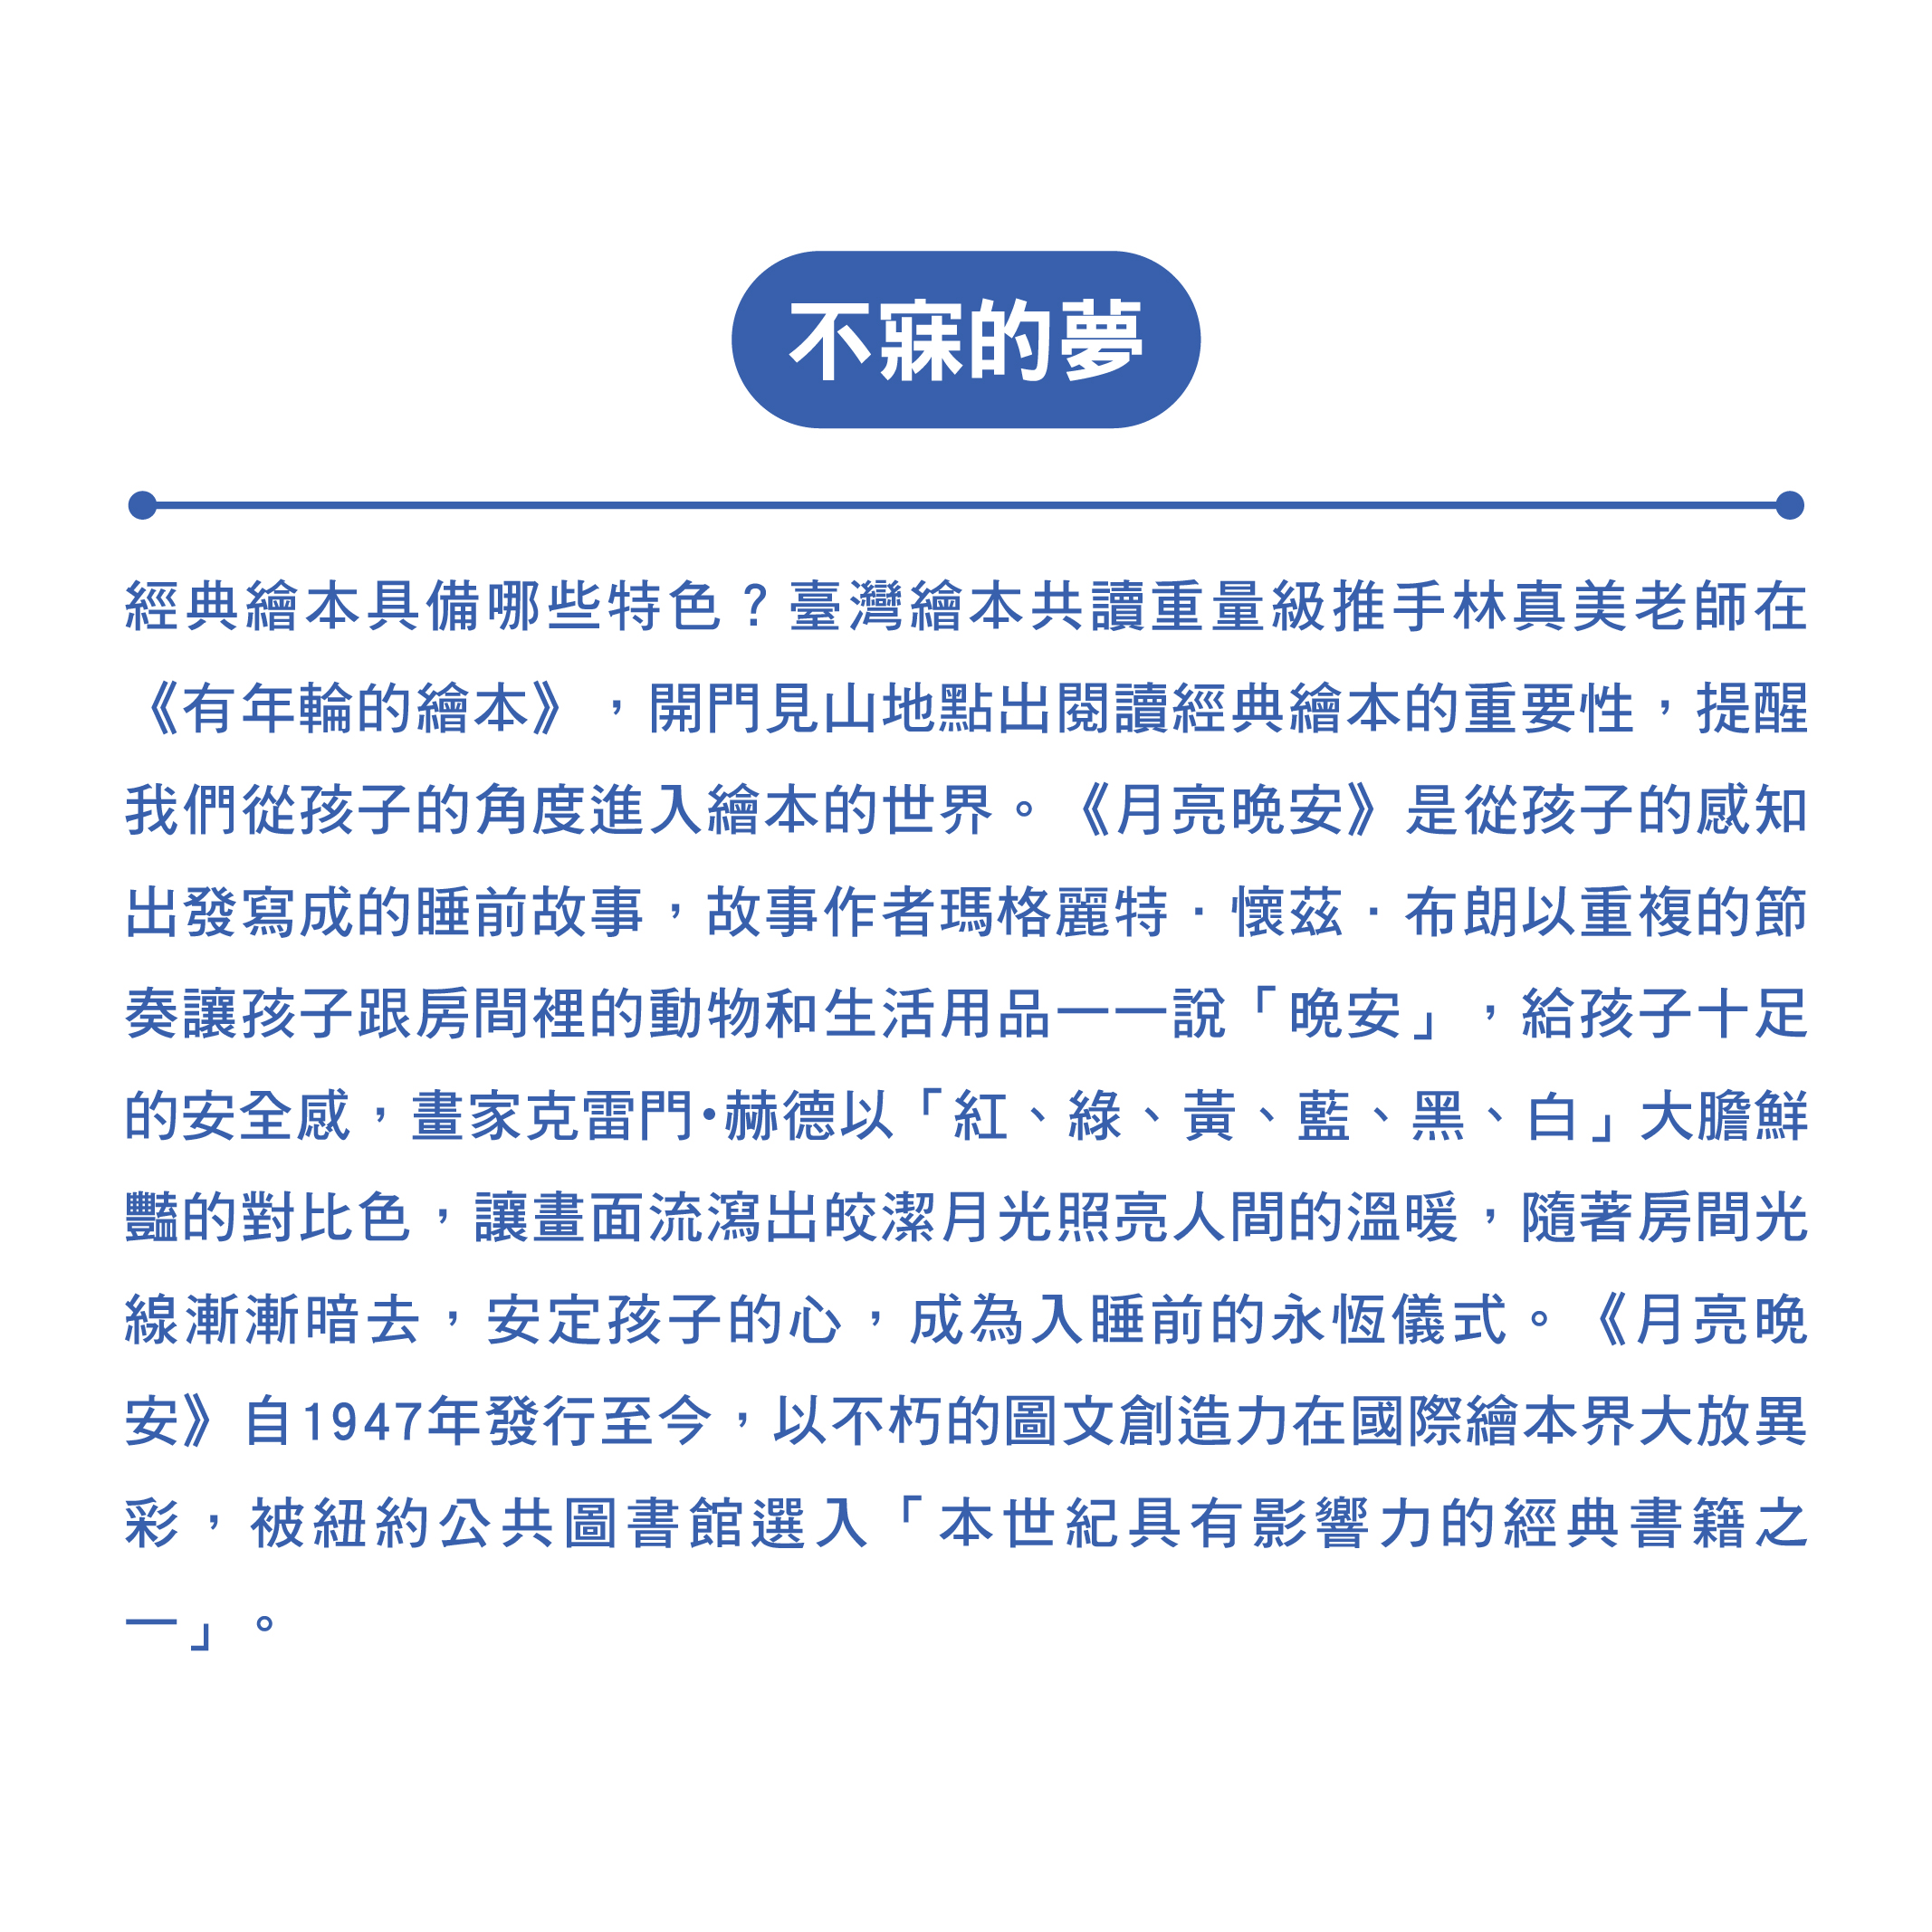 不寐的夢
經典繪本具備哪些特色？臺灣繪本共讀重量級推手林真美老師在
《有年輪的繪本》，開門見山地點出閱讀經典繪本的重要性，提醒
我們從孩子的角度進入繪本的世界。《月亮晚安》是從孩子的感知
出發寫成的睡前故事，故事作者瑪格麗特．懷茲．布朗以重複的節
奏讓孩子跟房間裡的動物和生活用品一一說「晚安」，給孩子十足
的安全感，畫家克雷門•赫德以「紅、綠、黃、藍、黑、白」大膽鮮
豔的對比色，讓畫面流瀉出皎潔月光照亮人間的溫暖，隨著房間光
線漸漸暗去，安定孩子的心，成為入睡前的永恆儀式。《月亮晚
安》自1947年發行至今，以不朽的圖文創造力在國際繪本界大放異
彩，被紐約公共圖書館選入「本世紀具有影響力的經典書籍之
一」。